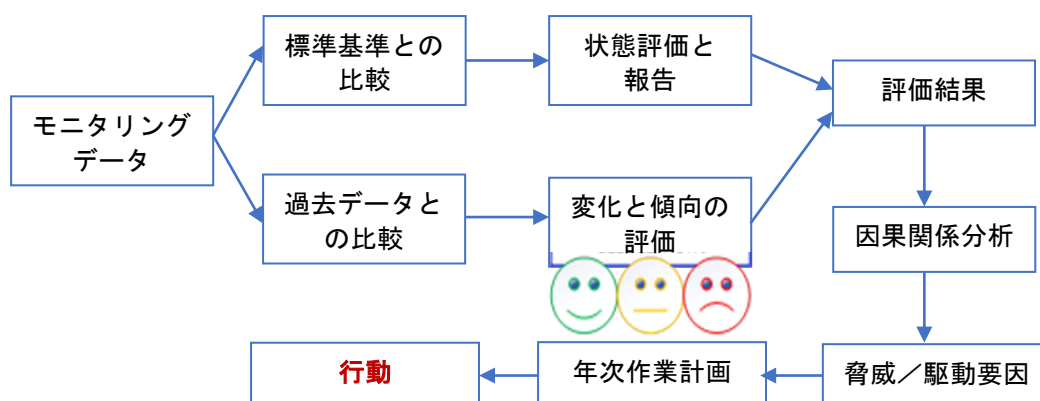 モニタリング
データ
標準基準との
比較
状態評価と
報告
評価結果
過去データと
の比較
変化と傾向の
評価
因果関係分析
脅威／駆動要因
年次作業計画
行動